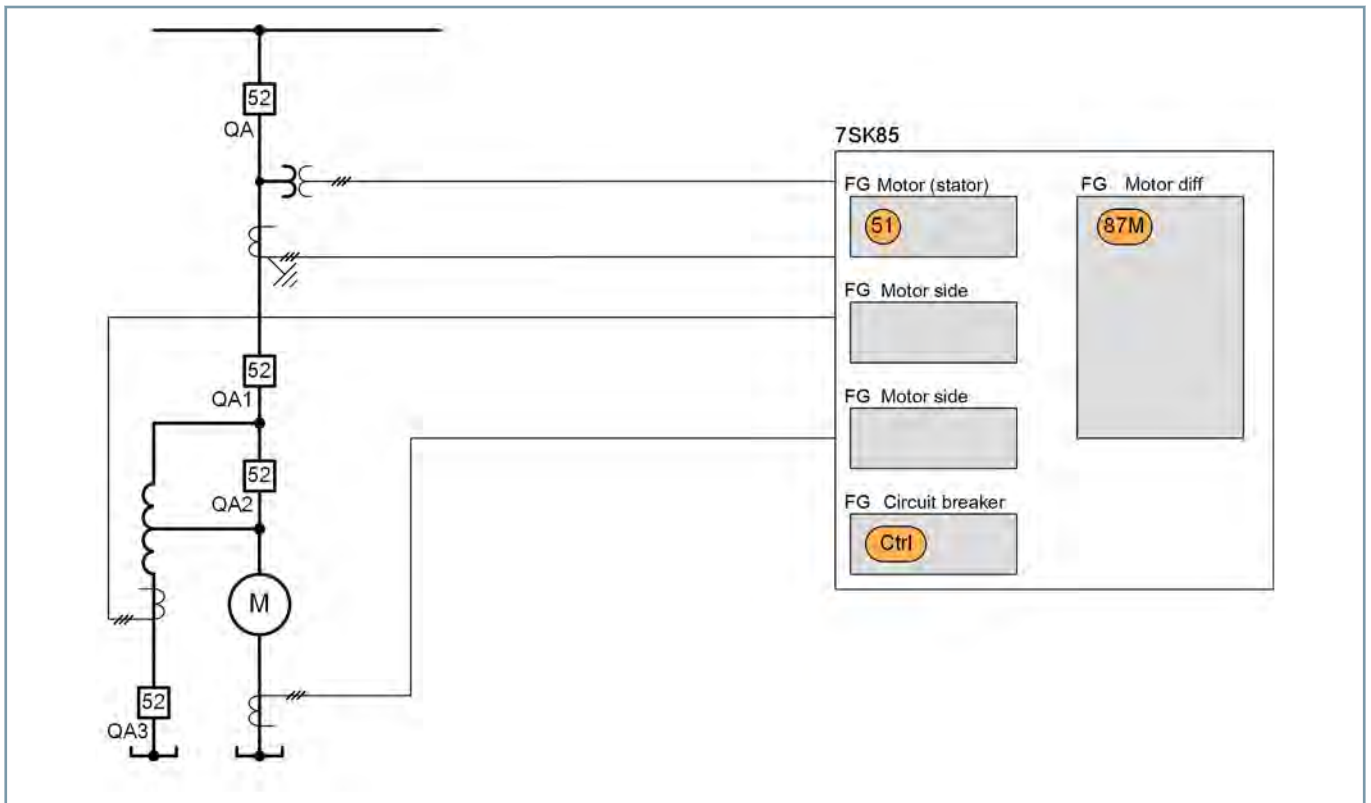 52
QA
7SK85
FG Motor (stator)
FG Motor diff
51
87M
FG Motor side
52
QA1
FG Motor side
52
QA2
FG Circuit breaker
Ctrl
M
52
QA3